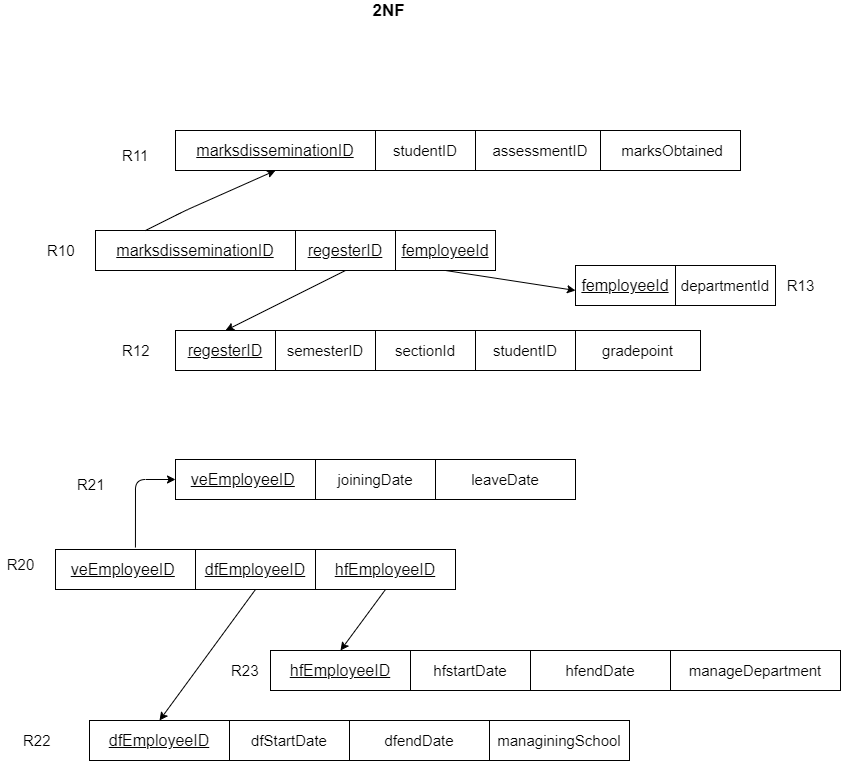 2NF
R11 marksdisseminationID studentID assessmentID marksObtained
R10 marksdisseminationID regesterID femployeeId
femployeeId departmentId R13
R12 regesterID semesterID sectionId studentID gradepoint
R21 veEmployeeID joiningDate leaveDate
R20 veEmployeeID dfEmployeeID hfEmployeeID
R23 hfEmployeeID hfstartDate hfendDate manageDepartment
R22 dfEmployeeID dfStartDate dfendDate managiningSchool